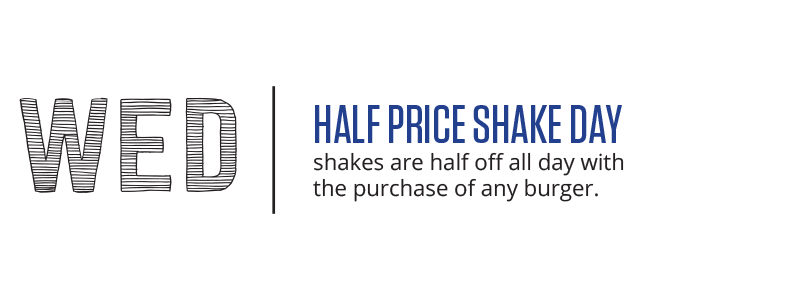 WED
HALF PRICE SHAKE DAY
shakes are half off all day with
the purchase of any burger.